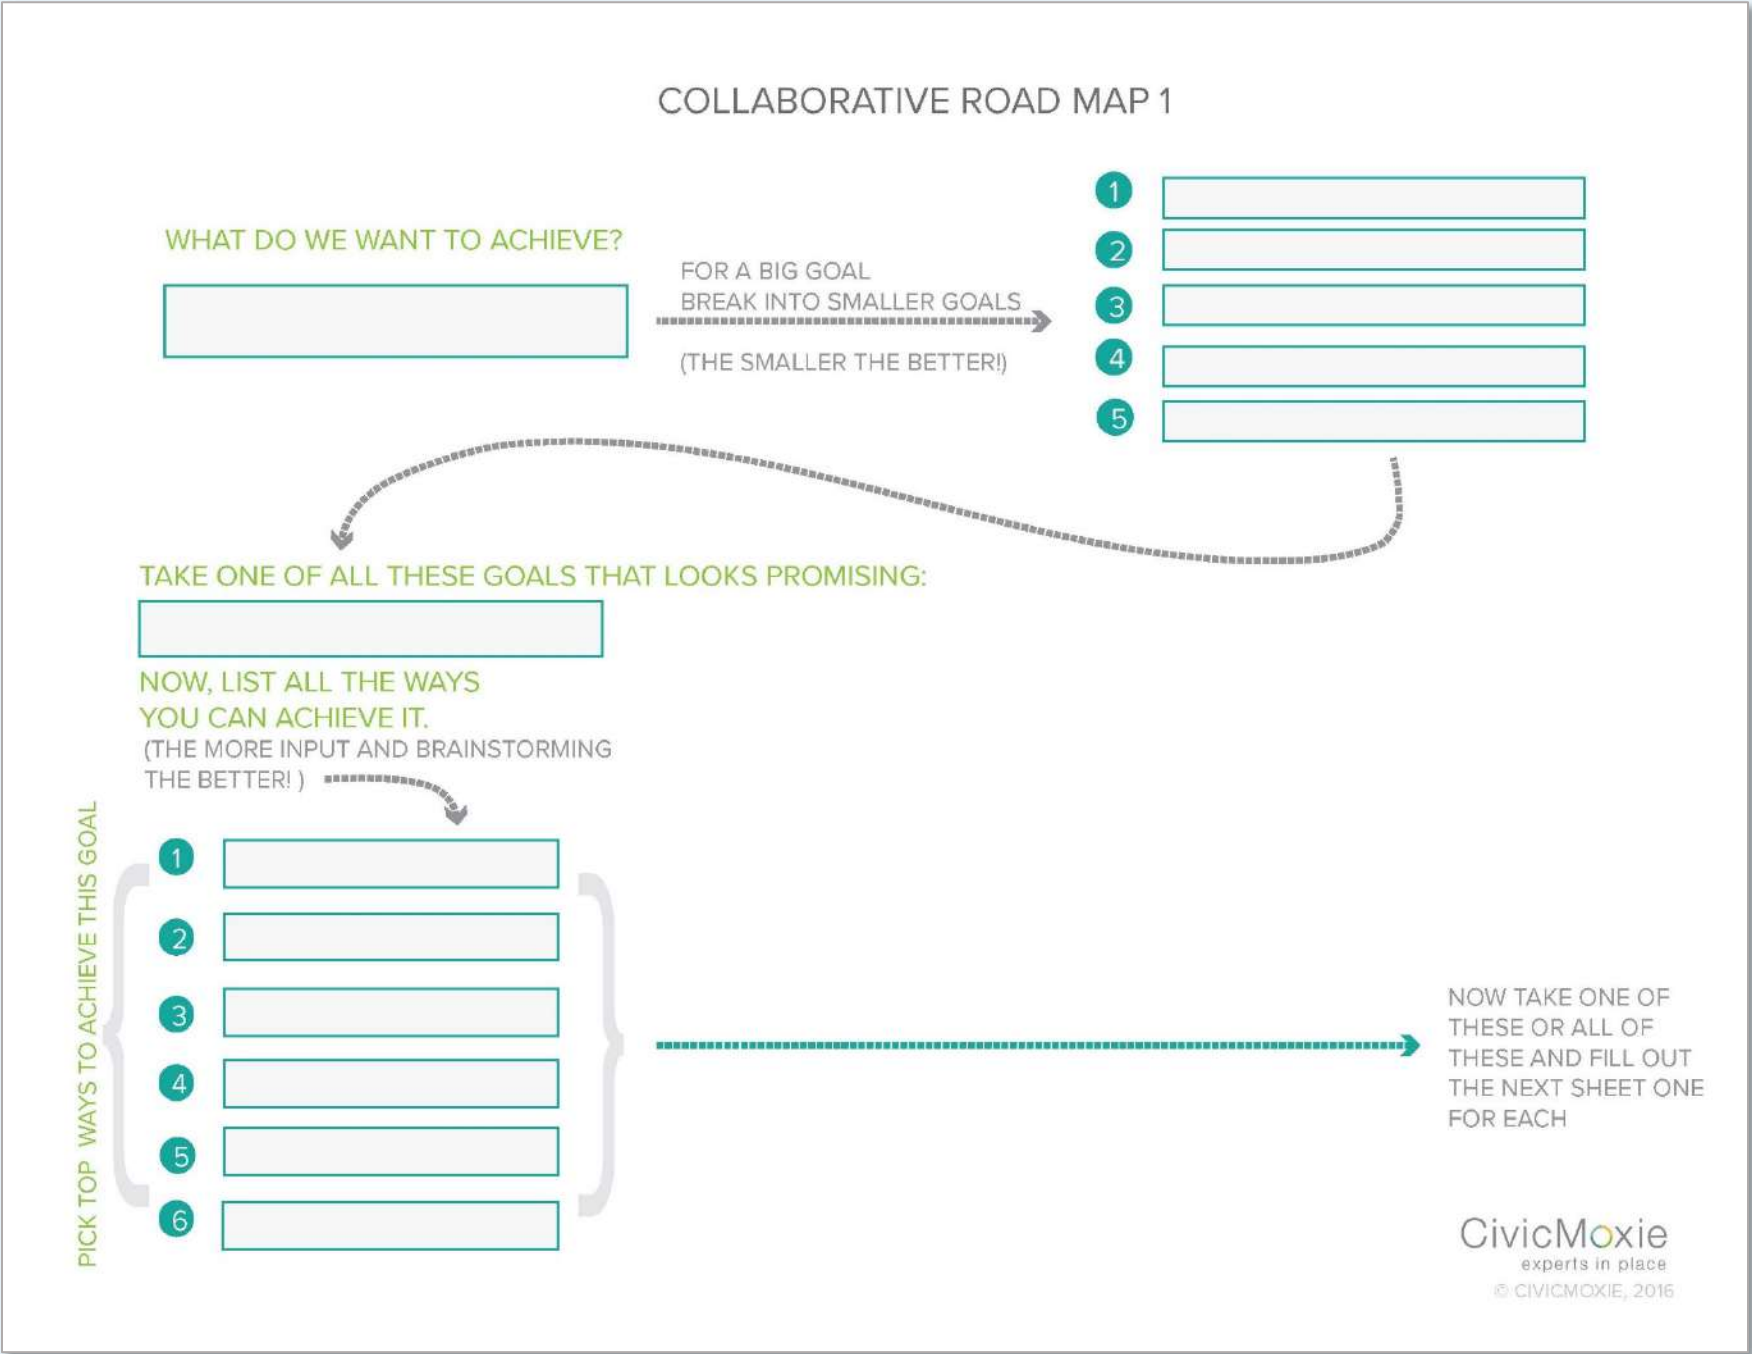 COLLABORATIVE ROAD MAP 1
WHAT DO WE WANT TO ACHIEVE?
FOR A BIG GOAL
BREAK INTO SMALLER GOALS
(THE SMALLER THE BETTER!)
1
2
3
4
5
TAKE ONE OF ALL THESE GOALS THAT LOOKS PROMISING:
NOW, LIST ALL THE WAYS
YOU CAN ACHIEVE IT.
(THE MORE INPUT AND BRAINSTORMING
THE BETTER! )
PICK TOP WAYS TO ACHIEVE THIS GOAL
1
2
3
4
5
6
NOW TAKE ONE OF
THESE OR ALL OF
THESE AND FILL OUT
THE NEXT SHEET ONE
FOR EACH
CivicMoxie
experts in place
© CIVICMOXIE, 2016